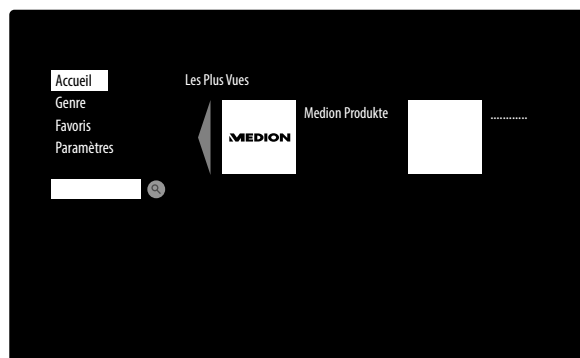 Accueil
Genre
Favoris
Paramètres
Les Plus Vues
MEDION
Medion Produkte
............